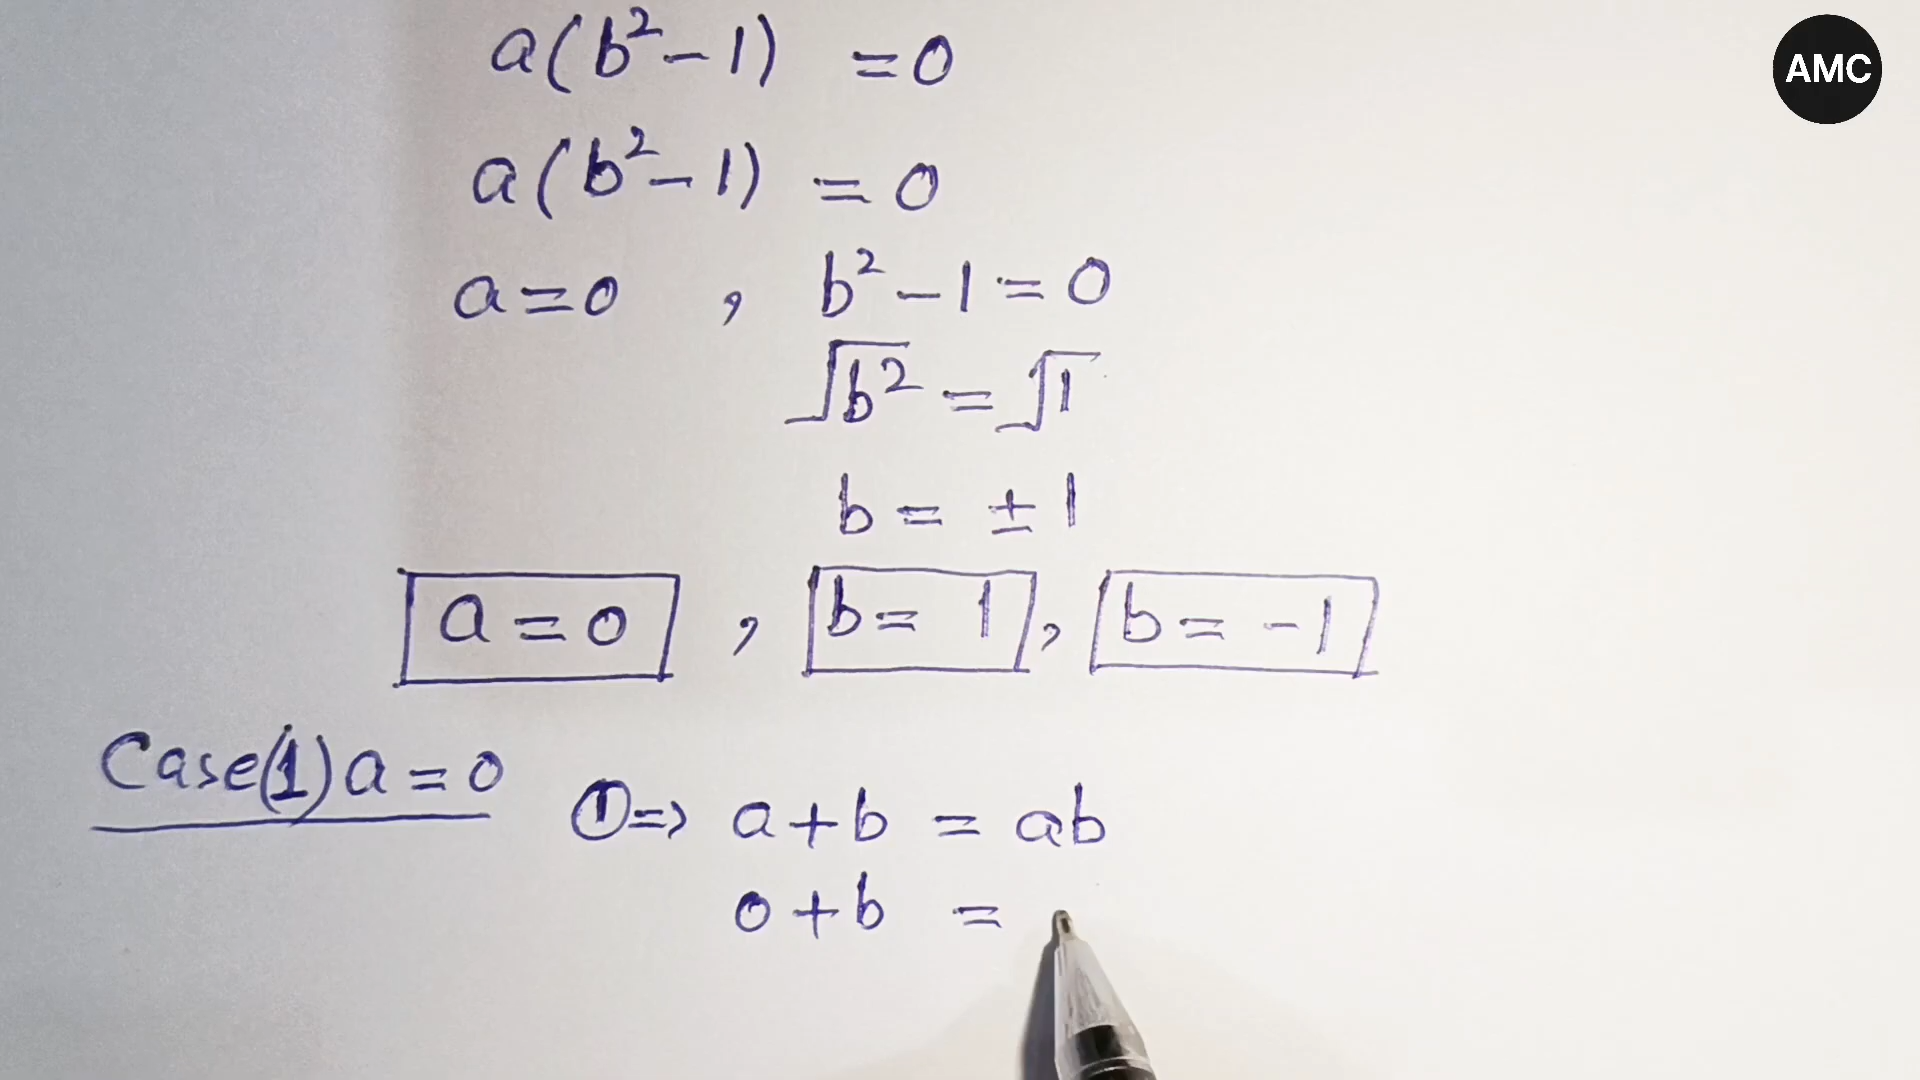 AMC
a(b²-1) =0
a(b²-1) = 0
a=0 , b²-1=0
√b² = √1
b = ±1
a=0 , b= 1, b= -1
Case(1) a=0
①=> a+b = ab
0+b =